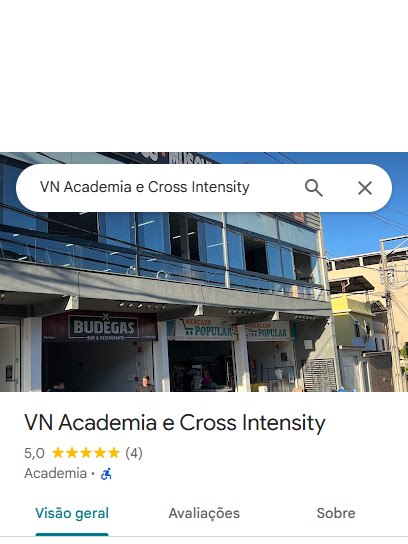 VN Academia e Cross Intensity
BUDEGAS
BAR & RESTAURANTE
MERCADO
POPULAR
MERCADO
POPULAR
VN Academia e Cross Intensity
5,0 ★★★★★ (4)
Academia ·
Visão geral Avaliações Sobre